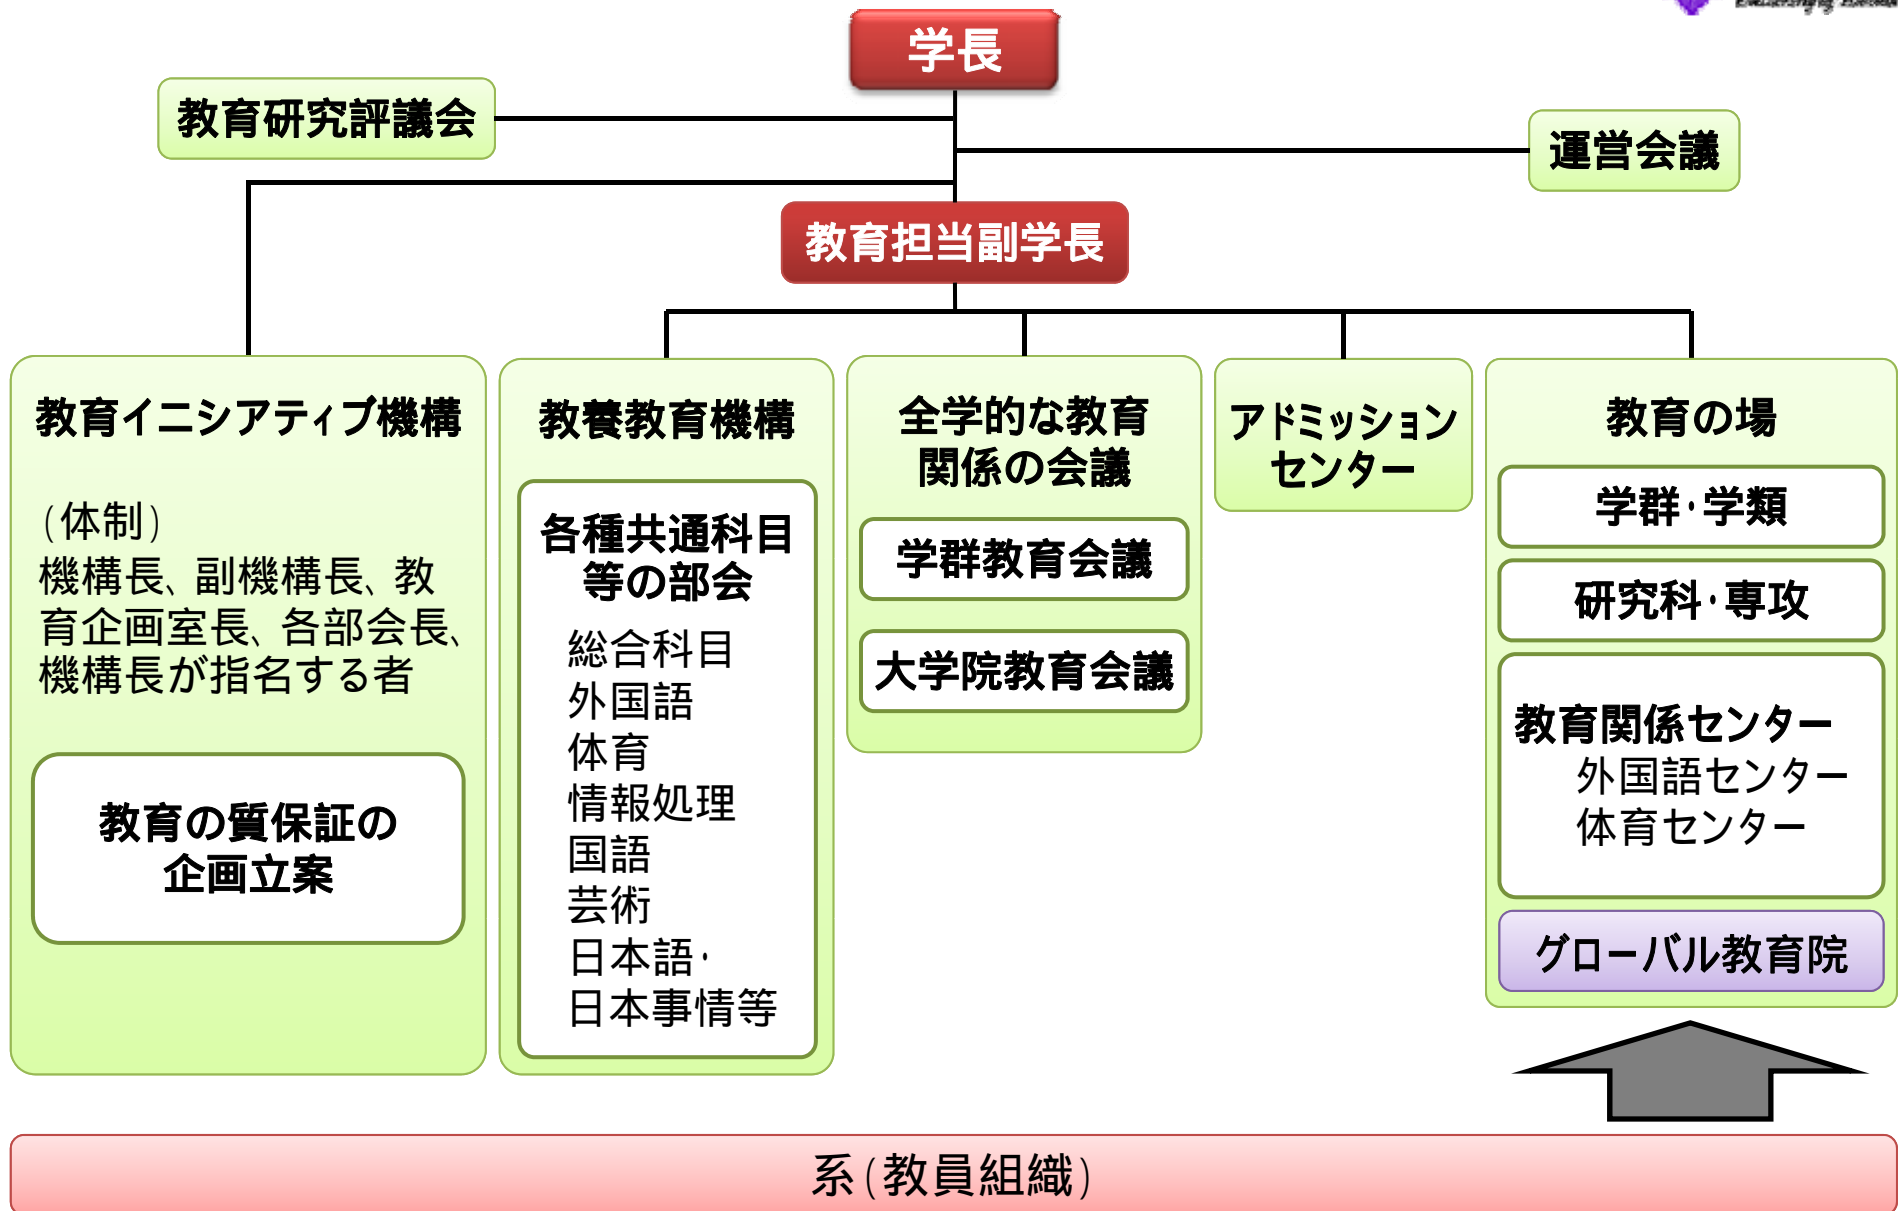 学長
教育研究評議会
運営会議
教育担当副学長
教育イニシアティブ機構
(体制)
機構長、副機構長、教
育企画室長、各部会長、
機構長が指名する者
教育の質保証の
企画立案
教養教育機構
各種共通科目
等の部会
総合科目
外国語
体育
情報処理
国語
芸術
日本語・
日本事情等
全学的な教育
関係の会議
学群教育会議
大学院教育会議
アドミッション
センター
教育の場
学群・学類
研究科・専攻
教育関係センター
外国語センター
体育センター
グローバル教育院
系(教員組織)